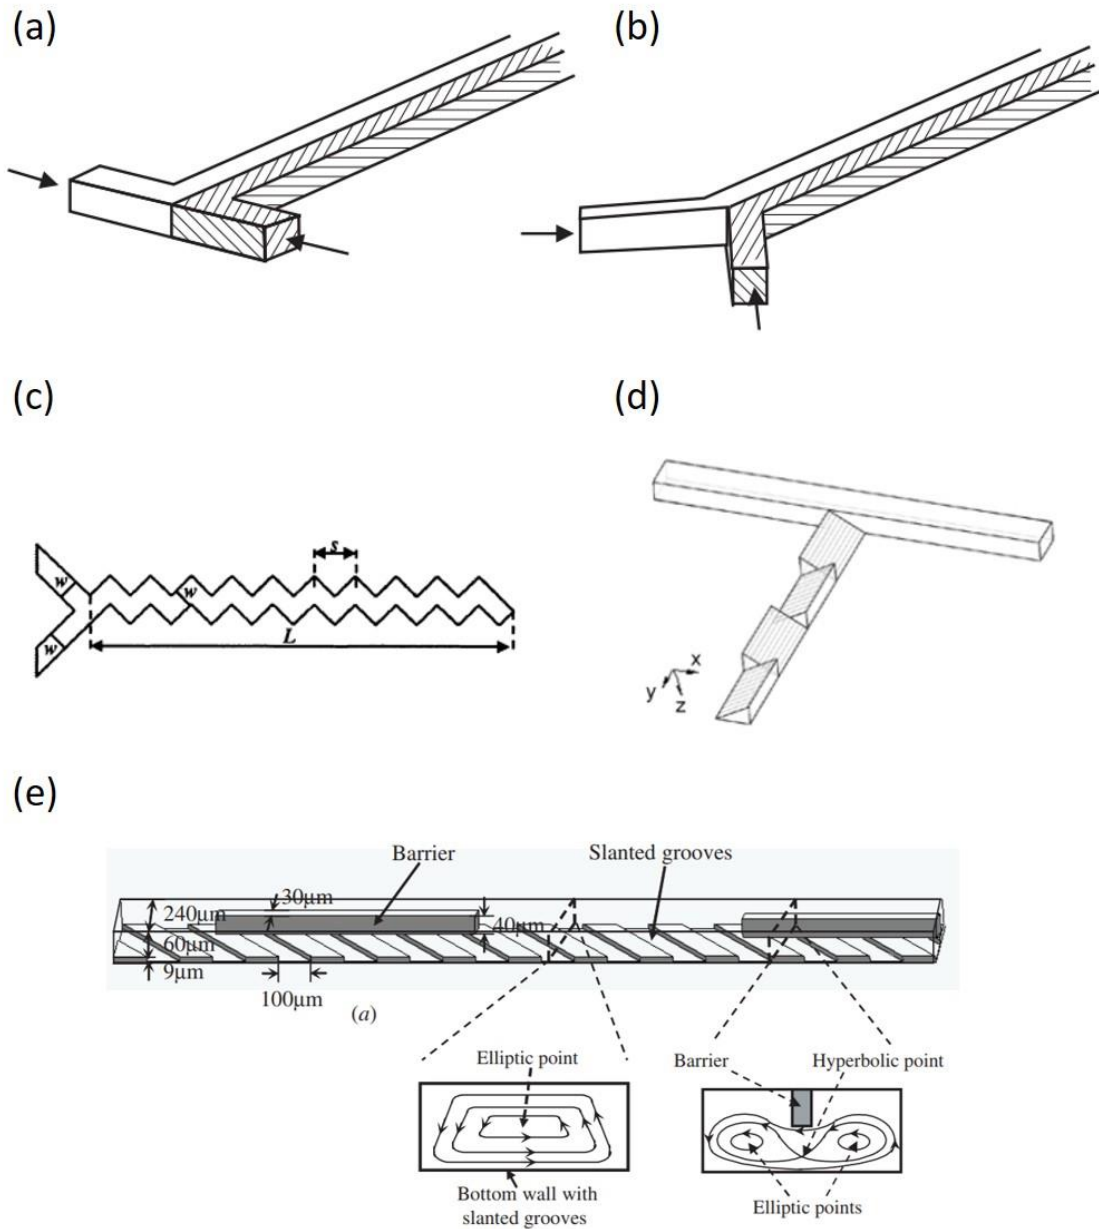 (a)
(b)
(c)
(d)
s
w
w
w
L
x
y
z
(e)
Barrier
Slanted grooves
30μm
240μm
40μm
60μm
9μm
100μm
(a)
Elliptic point
Barrier
Hyperbolic point
Bottom wall with
slanted grooves
Elliptic points